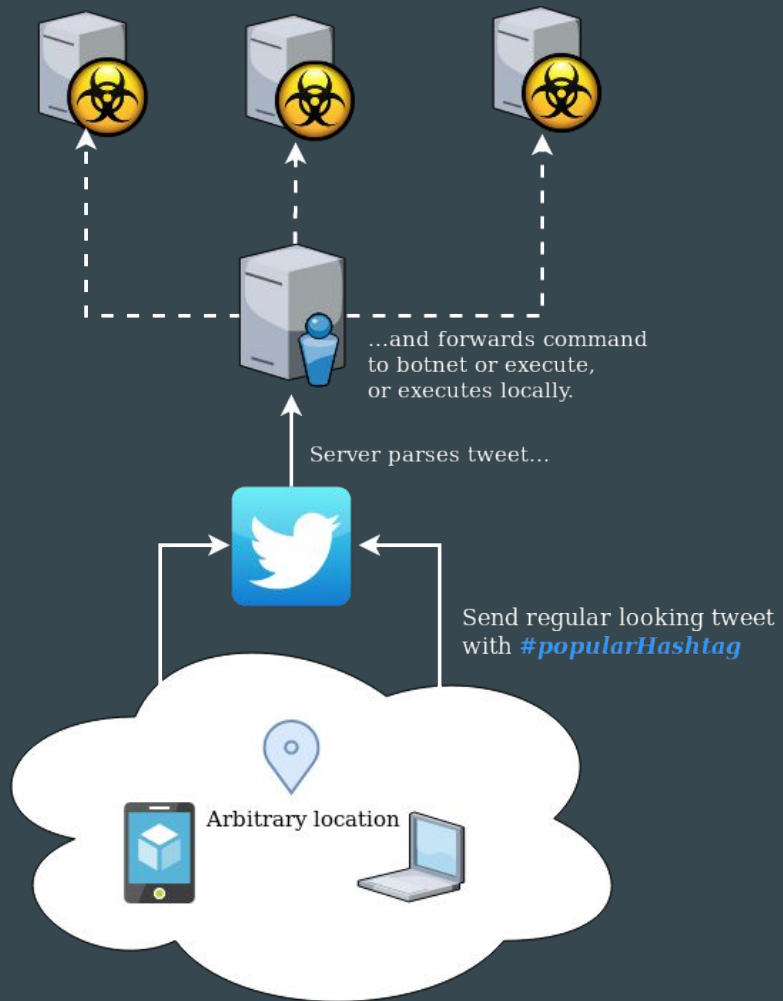 ...and forwards command
to botnet or execute,
or executes locally.
Server parses tweet...
Send regular looking tweet
with #popularHashtag
Arbitrary location